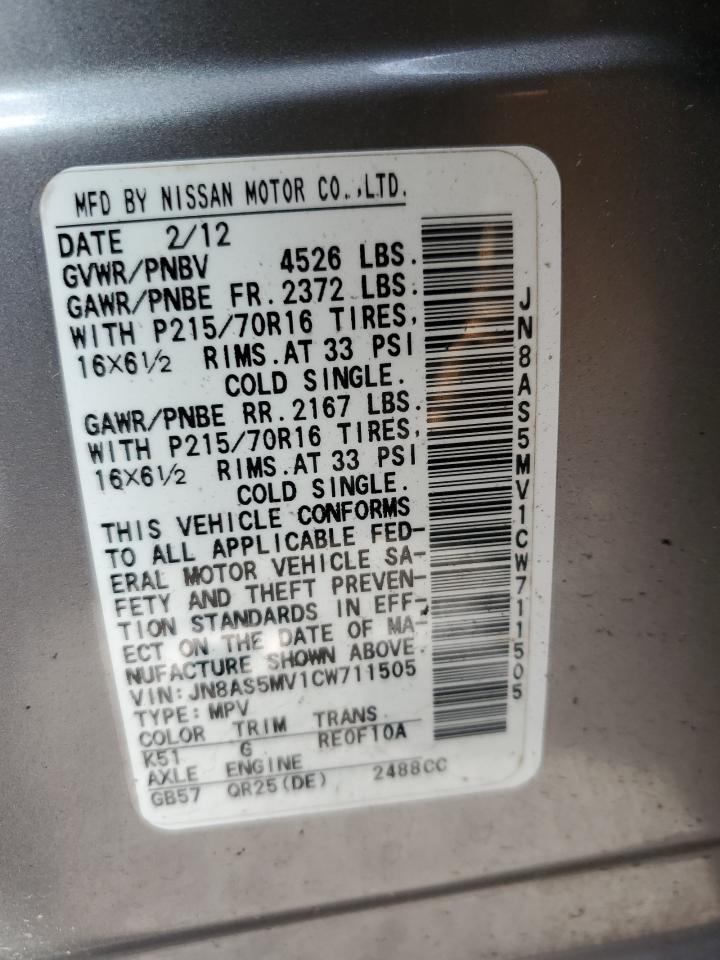 MFD BY NISSAN MOTOR CO.,LTD.
DATE 2/12
GVWR/PNBV 4526 LBS.
GAWR/PNBE FR. 2372 LBS.
WITH P215/70R16 TIRES,
16X6½ RIMS.AT 33 PSI
COLD SINGLE.
GAWR/PNBE RR. 2167 LBS.
WITH P215/70R16 TIRES,
16X6½ RIMS.AT 33 PSI
COLD SINGLE.
THIS VEHICLE CONFORMS
TO ALL APPLICABLE FED-
ERAL MOTOR VEHICLE SA-
FETY AND THEFT PREVEN-
TION STANDARDS IN EFF-
ECT ON THE DATE OF MA-
NUFACTURE SHOWN ABOVE.
VIN:JN8AS5MV1CW711505
TYPE:MPV
COLOR TRIM TRANS
K51 G RE0F10A
AXLE ENGINE
GB57 QR25(DE) 2488CC
JN8AS5MV1CW711505